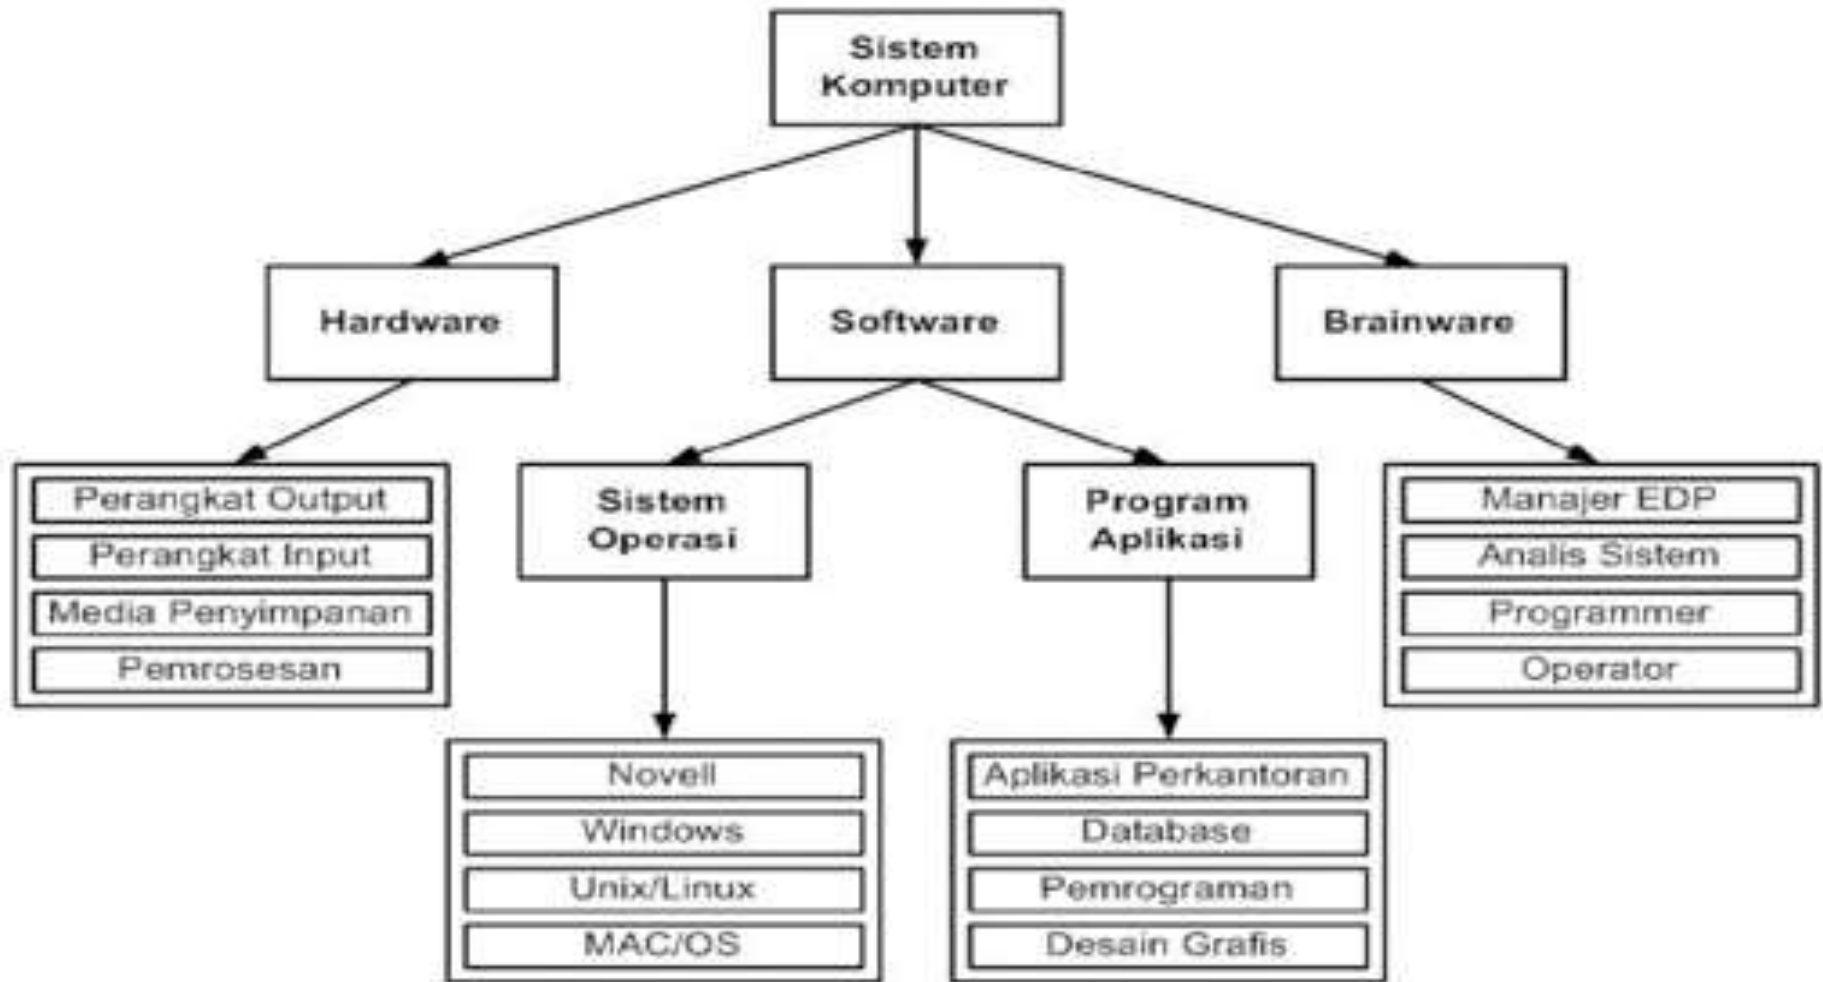 Sistem
Komputer
Hardware
Software
Brainware
Perangkat Output
Perangkat Input
Media Penyimpanan
Pemrosesan
Sistem
Operasi
Program
Aplikasi
Manajer EDP
Analis Sistem
Programmer
Operator
Novell
Windows
Unix/Linux
MAC/OS
Aplikasi Perkantoran
Database
Pemrograman
Desain Grafis